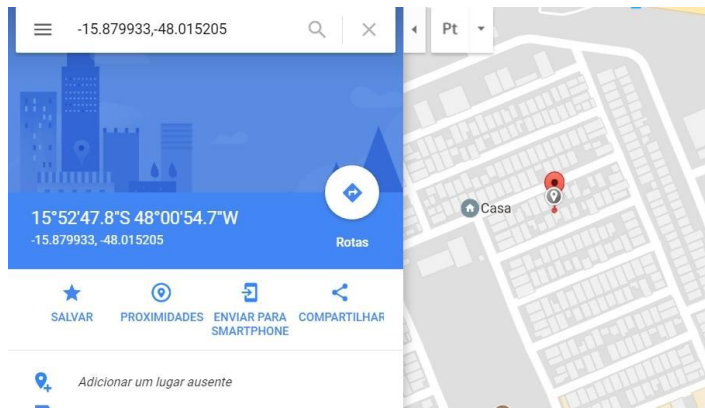 -15.879933,-48.015205
Pt
15°52'47.8"S 48°00'54.7"W
-15.879933, -48.015205
Rotas
SALVAR
PROXIMIDADES
ENVIAR PARA
SMARTPHONE
COMPARTILHAR
Adicionar um lugar ausente
Casa